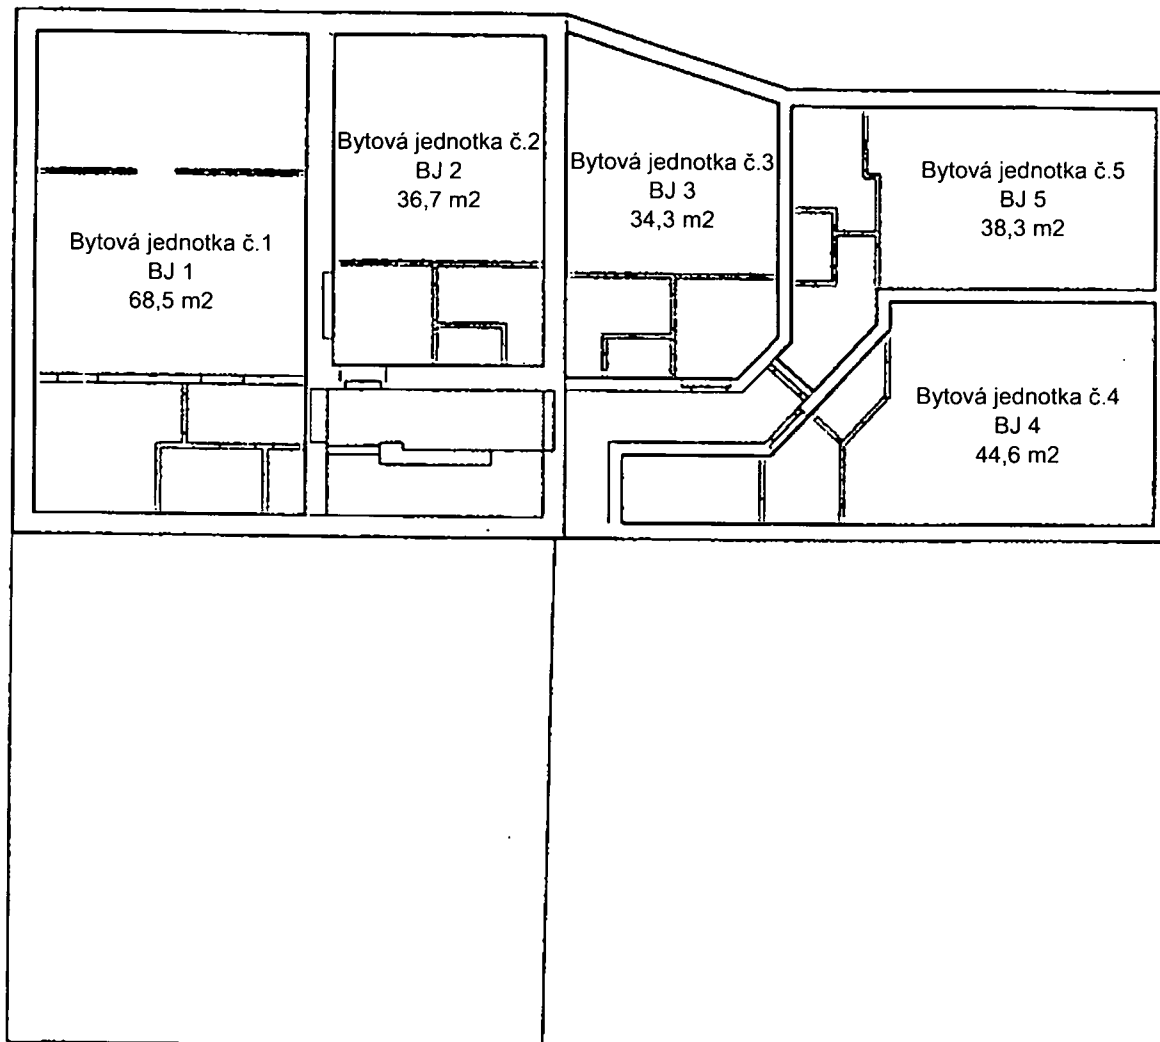 Bytová jednotka č.1
BJ 1
68,5 m2
Bytová jednotka č.2
BJ 2
36,7 m2
Bytová jednotka č.3
BJ 3
34,3 m2
Bytová jednotka č.5
BJ 5
38,3 m2
Bytová jednotka č.4
BJ 4
44,6 m2